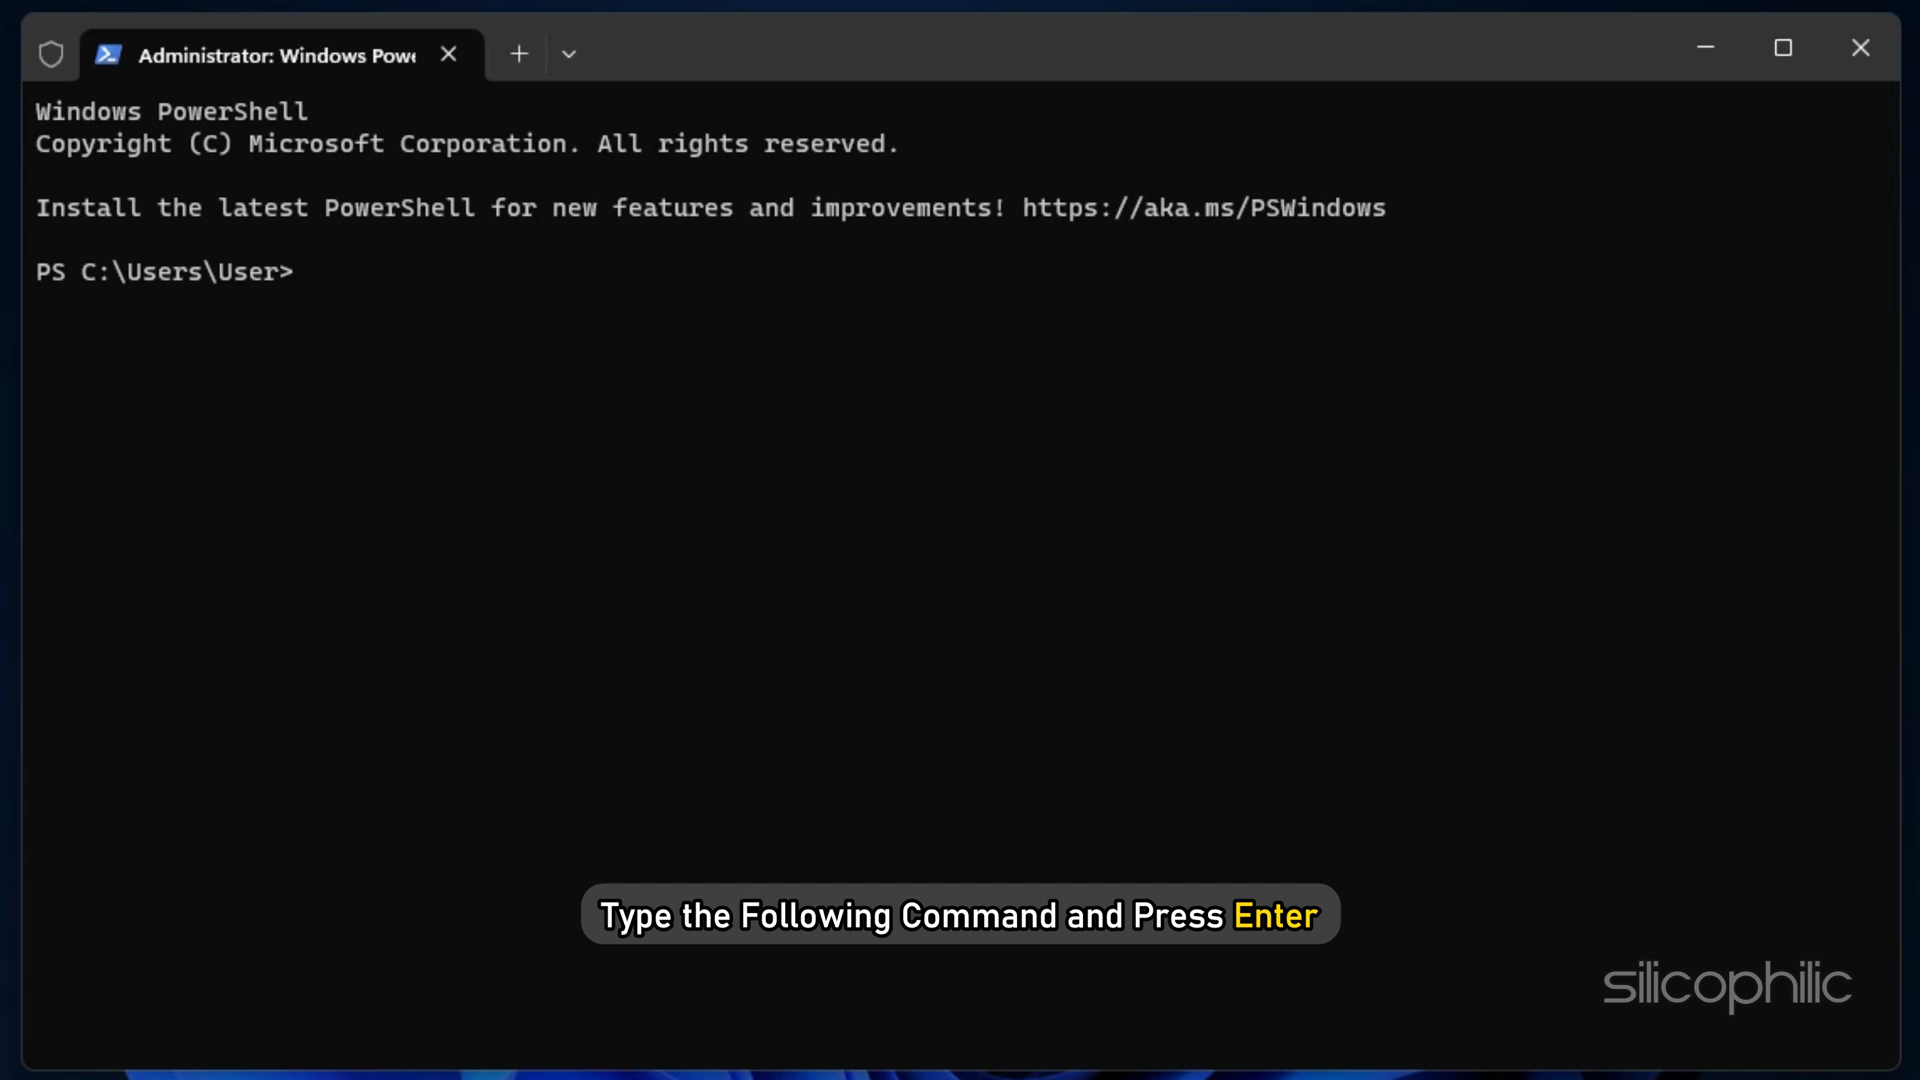 Administrator: Windows Powe
Windows PowerShell
Copyright (C) Microsoft Corporation. All rights reserved.
Install the latest PowerShell for new features and improvements! https://aka.ms/PSWindows
PS C:\Users\User>
Type the Following Command and Press Enter
silicophilic